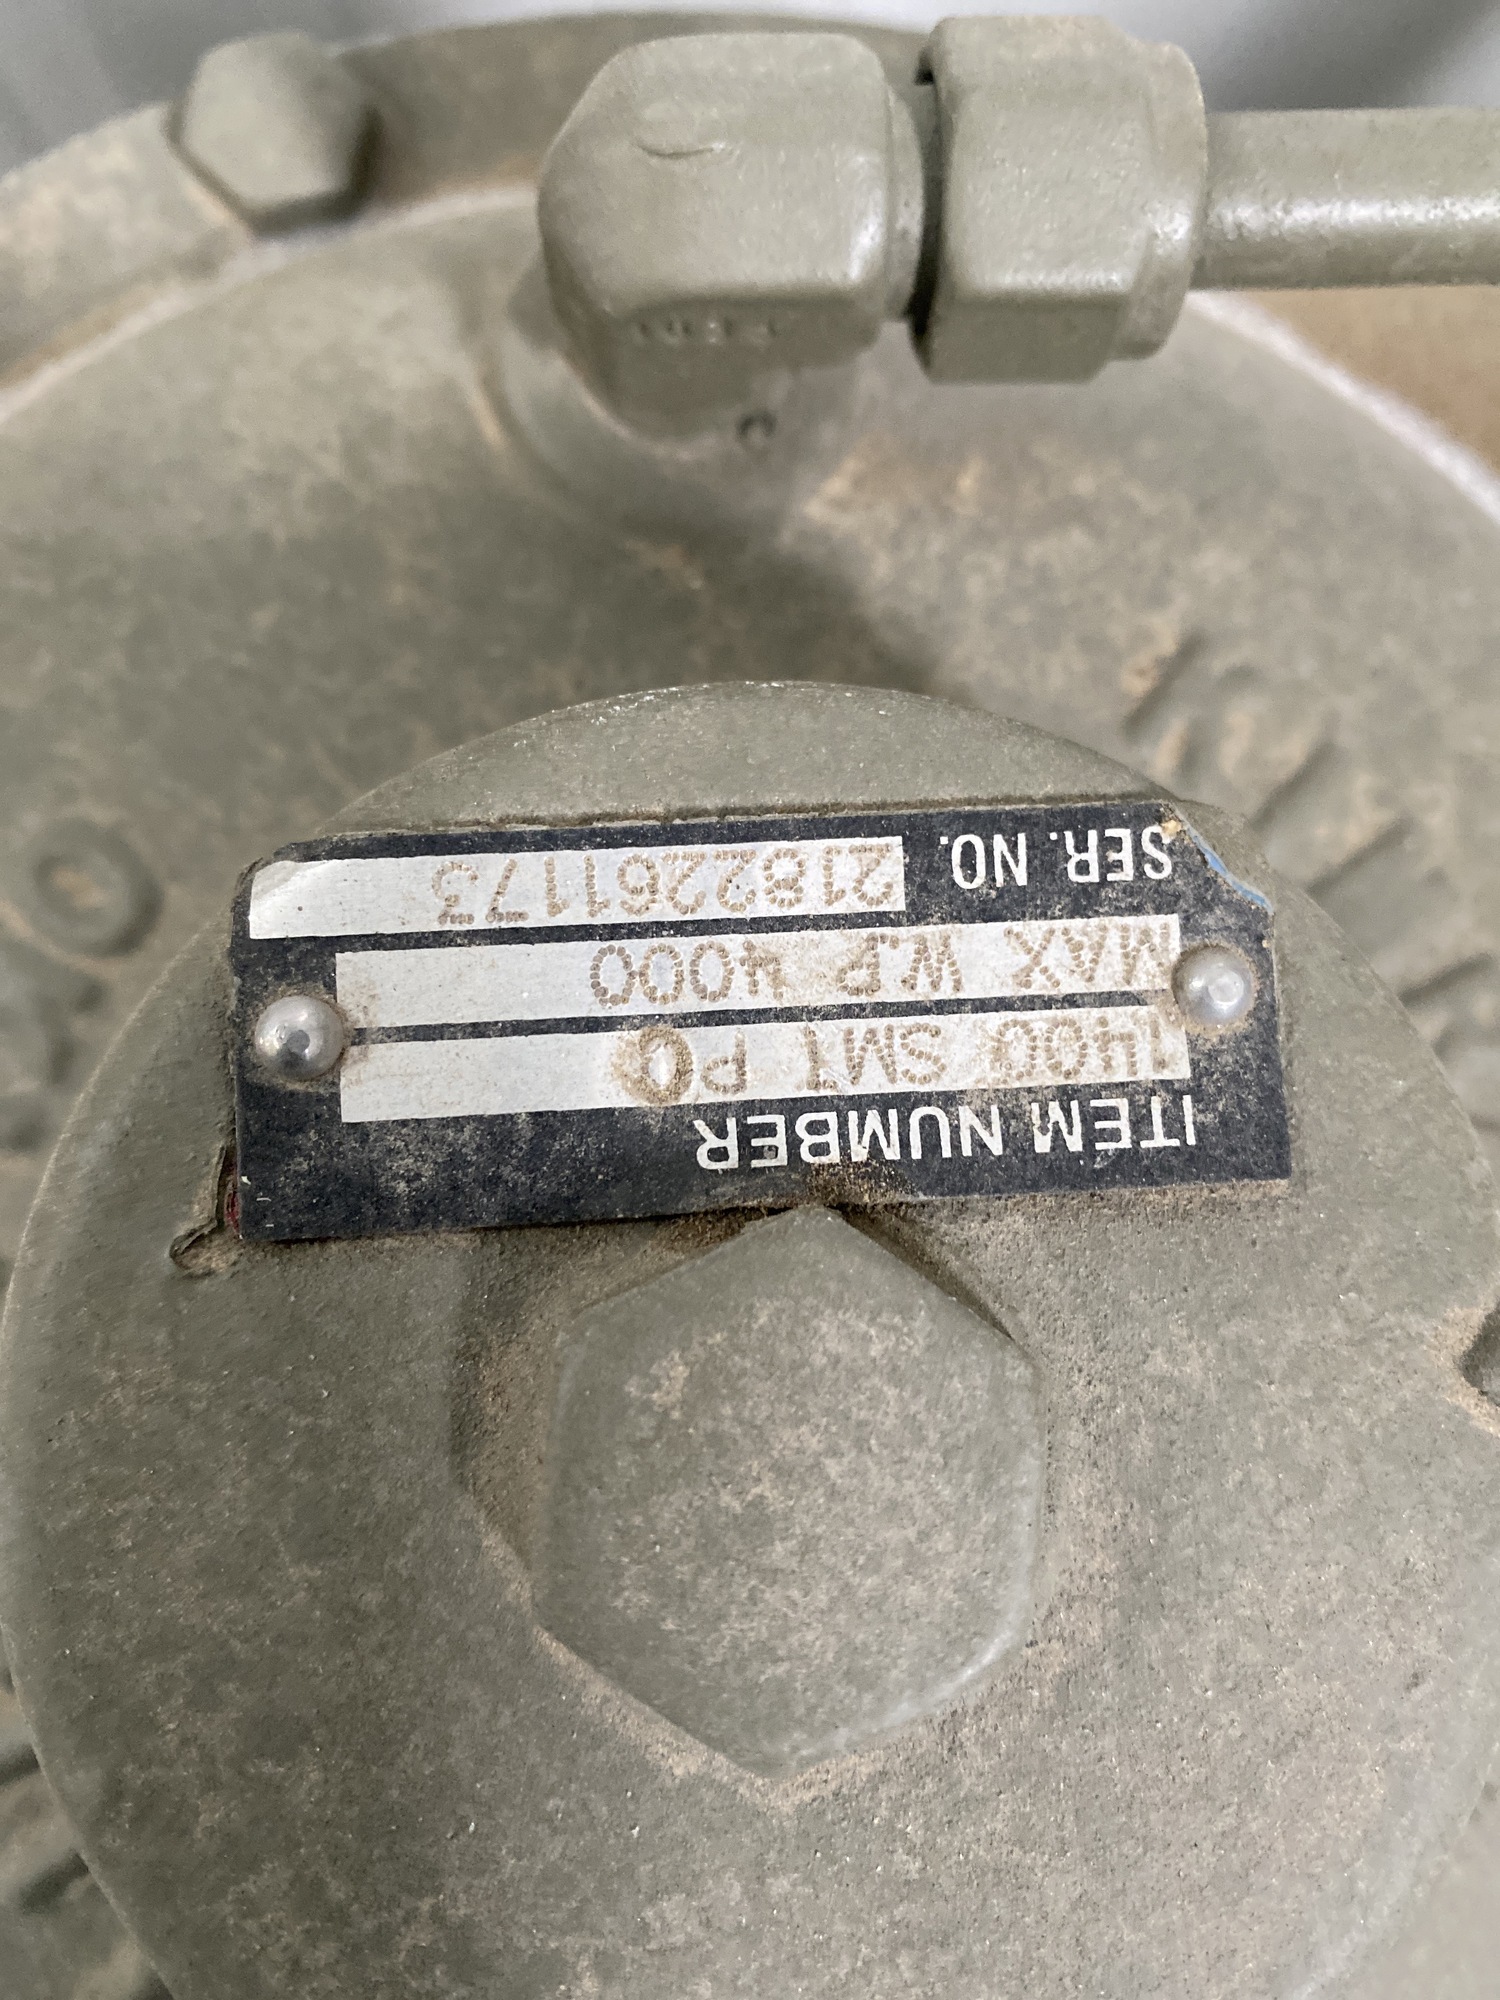 ITEM NUMBER
1400 SMT PO
MAX W.P 4000
SER. NO. 2182261173